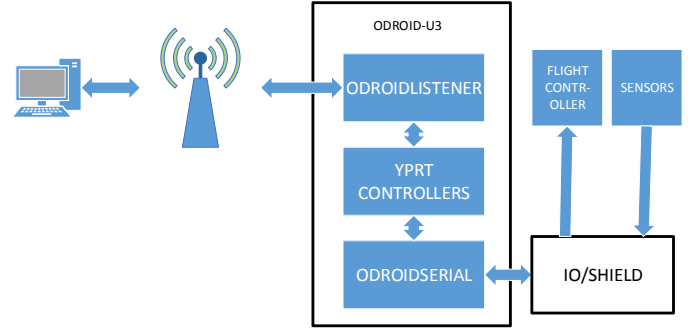 ODROID-U3
ODROIDLISTENER
YPRT
CONTROLLERS
ODROIDSERIAL
FLIGHT
CONTR-
OLLER
SENSORS
IO/SHIELD